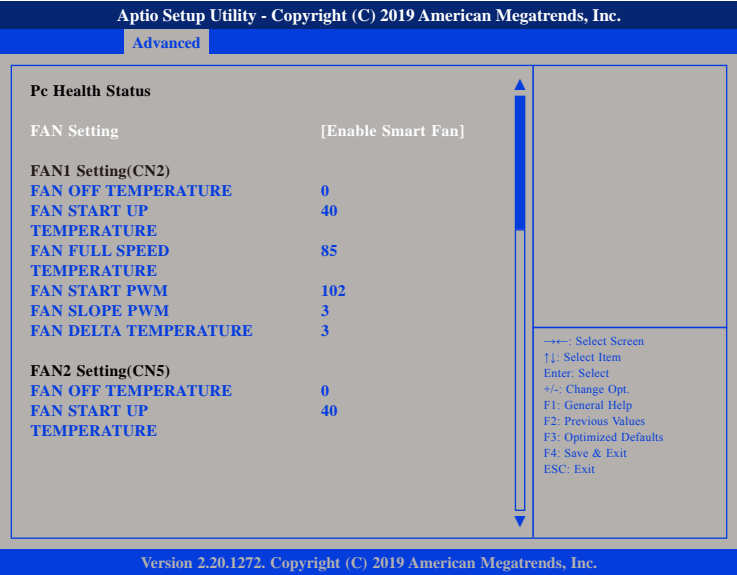 Aptio Setup Utility - Copyright (C) 2019 American Megatrends, Inc.
Advanced
Pc Health Status
FAN Setting [Enable Smart Fan]
FAN1 Setting(CN2)
FAN OFF TEMPERATURE 0
FAN START UP 40
TEMPERATURE
FAN FULL SPEED 85
TEMPERATURE
FAN START PWM 102
FAN SLOPE PWM 3
FAN DELTA TEMPERATURE 3
FAN2 Setting(CN5)
FAN OFF TEMPERATURE 0
FAN START UP 40
TEMPERATURE
→←: Select Screen
↑↓: Select Item
Enter: Select
+/-: Change Opt.
F1: General Help
F2: Previous Values
F3: Optimized Defaults
F4: Save & Exit
ESC: Exit
Version 2.20.1272. Copyright (C) 2019 American Megatrends, Inc.